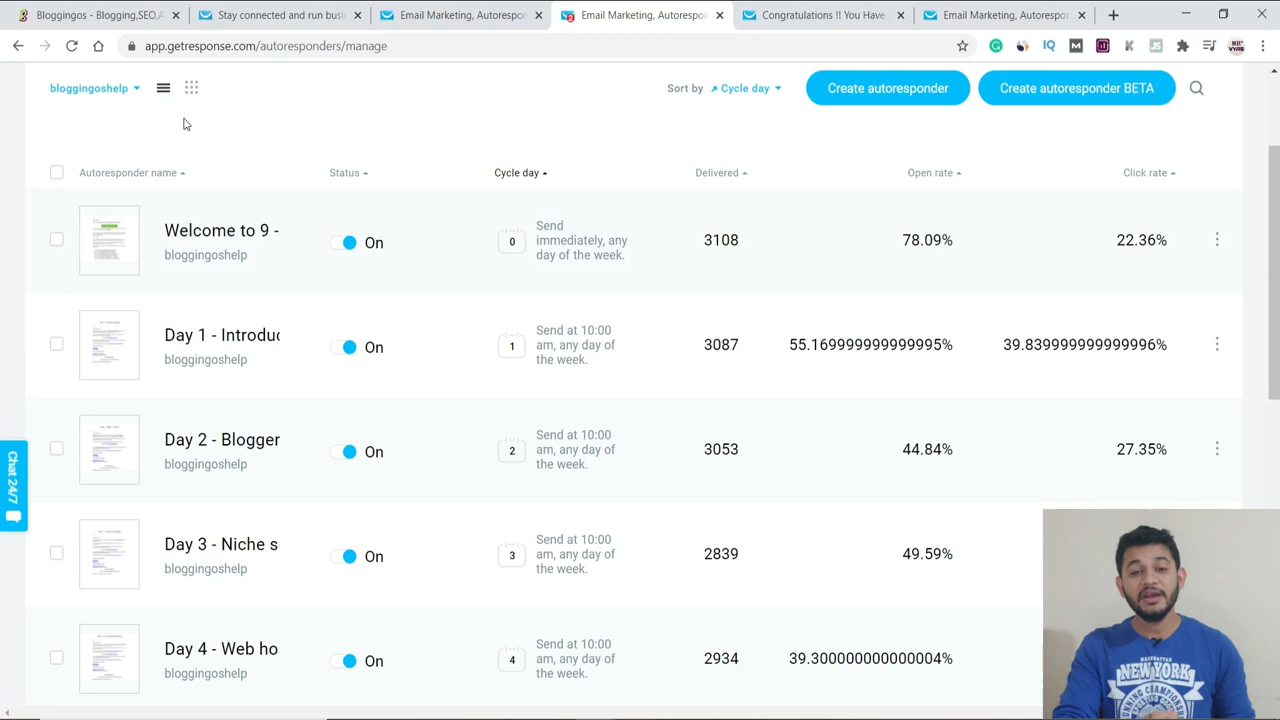 Bloggingos - Blogging,SEO,A
Stay connected and run busin
Email Marketing, Autorespon
Email Marketing, Autorespon
Congratulations !! You Have S
Email Marketing, Autorespon
app.getresponse.com/autoresponders/manage
bloggingoshelp
Sort by Cycle day
Create autoresponder
Create autoresponder BETA
Autoresponder name
Status
Cycle day
Delivered
Open rate
Click rate
Welcome to 9 -
bloggingoshelp
On
0
Send
immediately, any
day of the week.
3108
78.09%
22.36%
Day 1 - Introduc
bloggingoshelp
On
1
Send at 10:00
am, any day of
the week.
3087
55.169999999999995%
39.839999999999996%
Day 2 - Blogger
bloggingoshelp
On
2
Send at 10:00
am, any day of
the week.
3053
44.84%
27.35%
Day 3 - Niche s
bloggingoshelp
On
3
Send at 10:00
am, any day of
the week.
2839
49.59%
Day 4 - Web ho
bloggingoshelp
On
4
Send at 10:00
am, any day of
the week.
2934
39.300000000000004%
Chat 24/7
MANHATTAN
NEW YORK
RUNNING CHAMPION